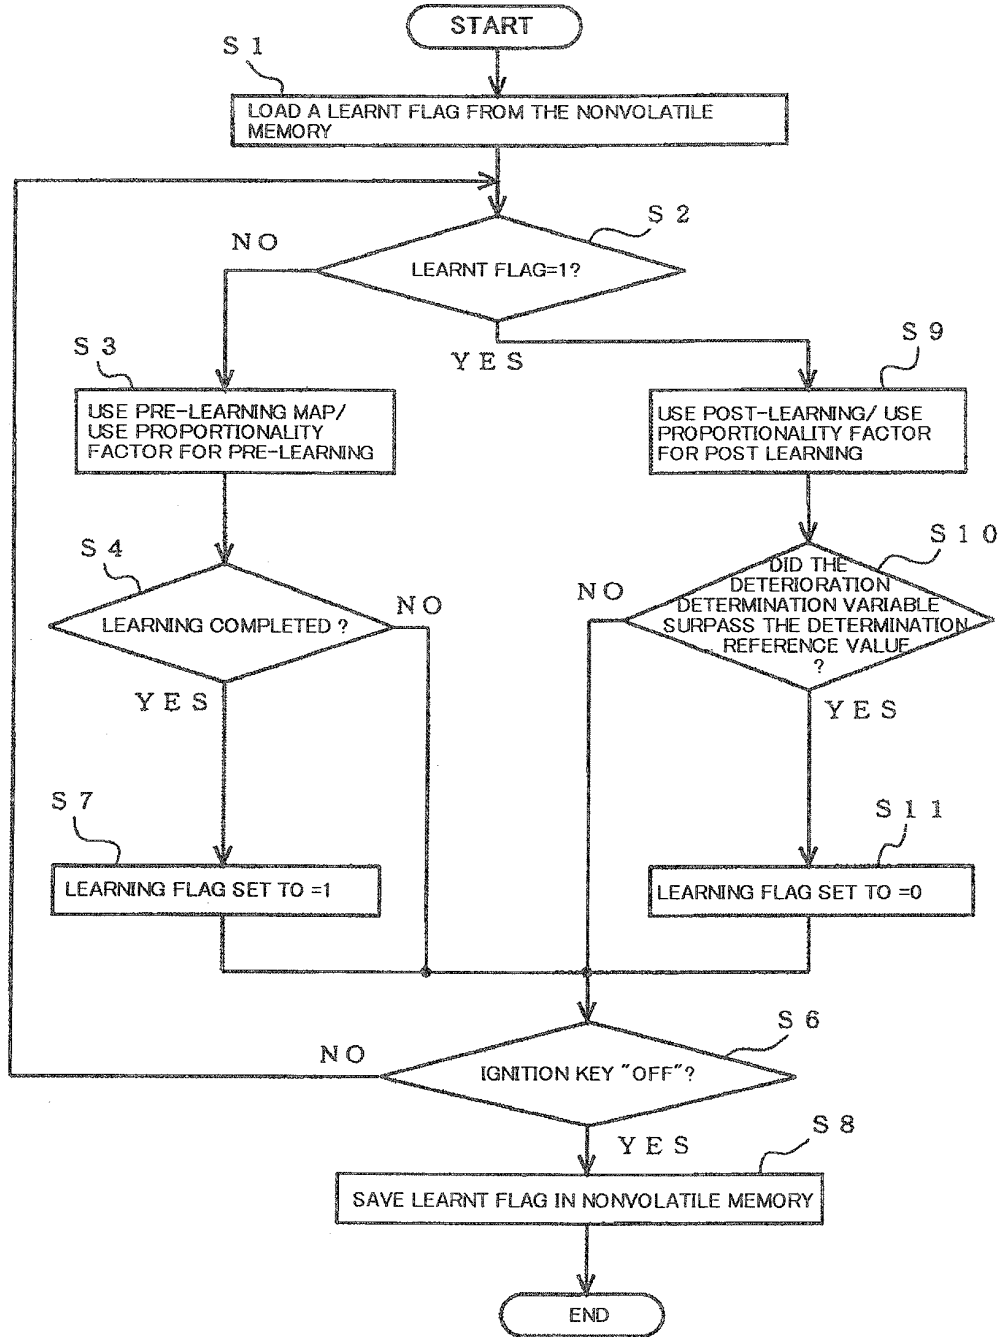 START
S 1
LOAD A LEARNT FLAG FROM THE NONVOLATILE
MEMORY
S 2
NO
LEARNT FLAG=1?
YES
S 3
S 9
USE PRE-LEARNING MAP/
USE PROPORTIONALITY
FACTOR FOR PRE-LEARNING
USE POST-LEARNING/ USE
PROPORTIONALITY FACTOR
FOR POST LEARNING
S 4
S 10
LEARNING COMPLETED ?
NO
YES
NO
DID THE
DETERIORATION
DETERMINATION VARIABLE
SURPASS THE DETERMINATION
REFERENCE VALUE
?
YES
S 7
S 11
LEARNING FLAG SET TO =1
LEARNING FLAG SET TO =0
S 6
NO
IGNITION KEY "OFF"?
YES
S 8
SAVE LEARNT FLAG IN NONVOLATILE MEMORY
END